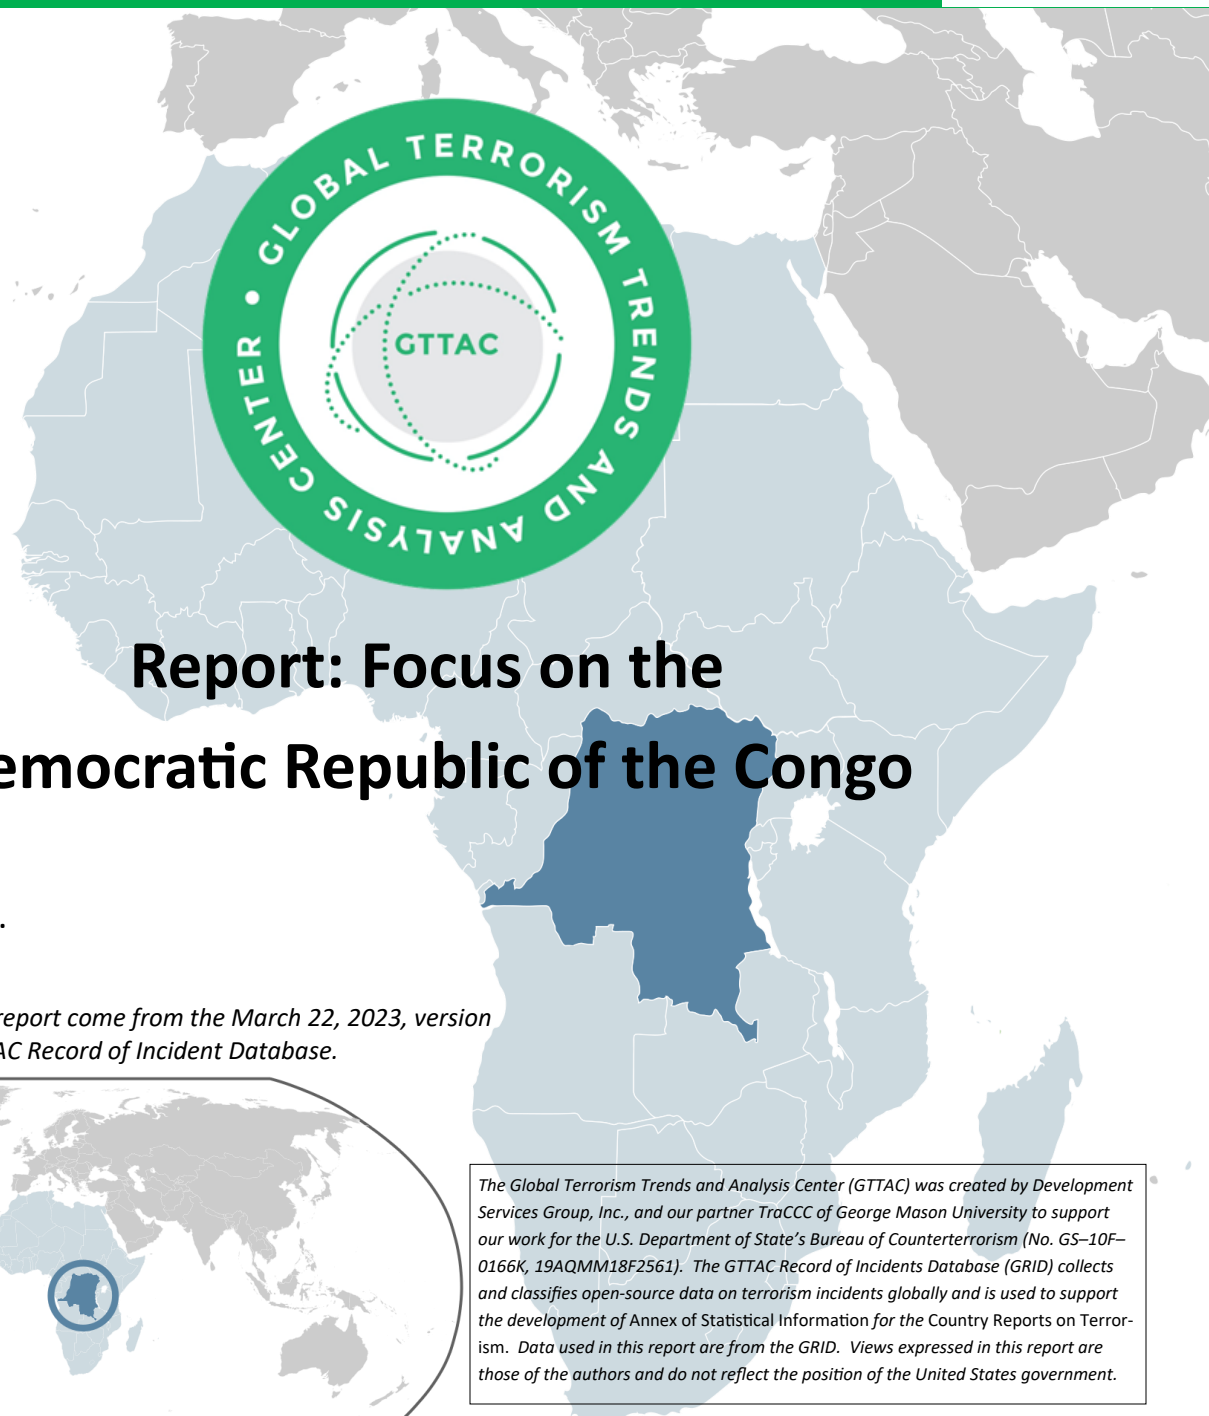 GLOBAL TERRORISM TRENDS AND ANALYSIS CENTER •
GTTAC
Report: Focus on the
emocratic Republic of the Congo
.
report come from the March 22, 2023, version
AC Record of Incident Database.
The Global Terrorism Trends and Analysis Center (GTTAC) was created by Development
Services Group, Inc., and our partner TraCCC of George Mason University to support
our work for the U.S. Department of State’s Bureau of Counterterrorism (No. GS–10F–
0166K, 19AQMM18F2561).  The GTTAC Record of Incidents Database (GRID) collects
and classifies open-source data on terrorism incidents globally and is used to support
the development of Annex of Statistical Information for the Country Reports on Terror-
ism.  Data used in this report are from the GRID.  Views expressed in this report are
those of the authors and do not reflect the position of the United States government.